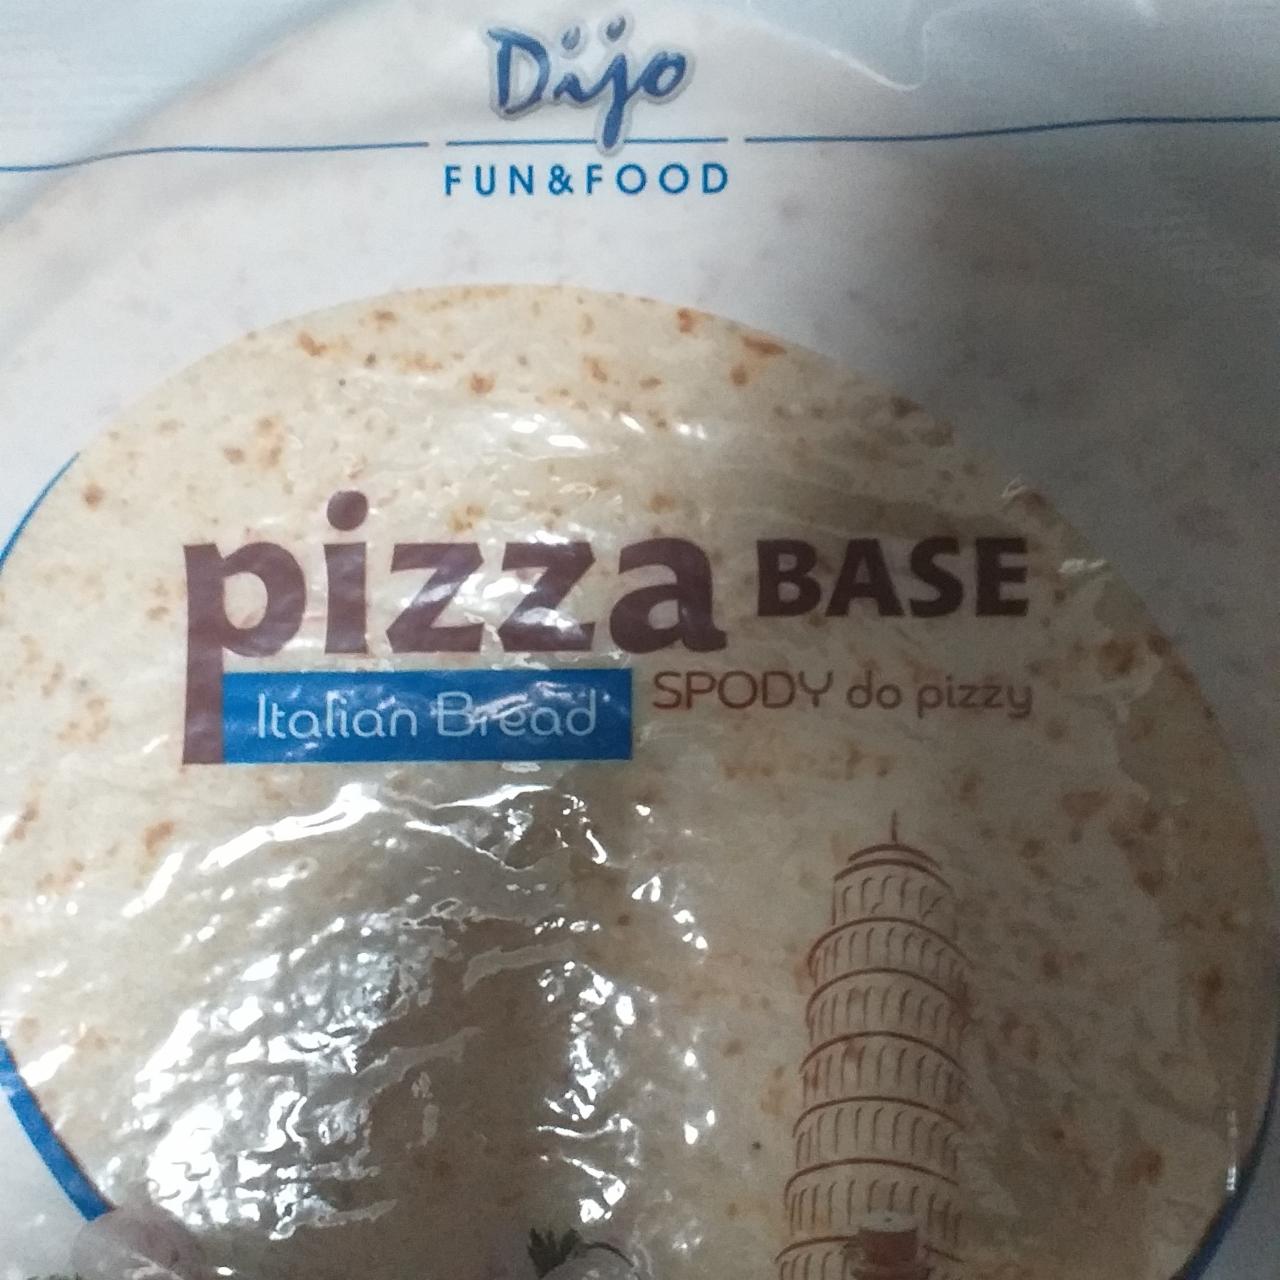 Dijo
FUN&FOOD
pizza BASE
Italian Bread
SPODY do pizzy